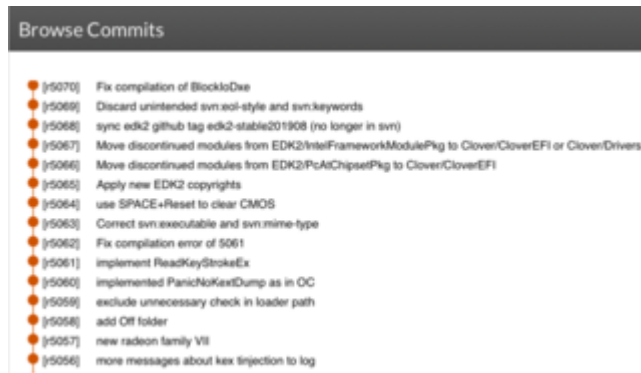 Browse Commits
[r5070] Fix compilation of BlockIoDxe
[r5069] Discard unintended svn:eol-style and svn:keywords
[r5068] sync edk2 github tag edk2-stable201908 (no longer in svn)
[r5067] Move discontinued modules from EDK2/IntelFrameworkModulePkg to Clover/CloverEFI or Clover/Drivers
[r5066] Move discontinued modules from EDK2/PcAtChipsetPkg to Clover/CloverEFI
[r5065] Apply new EDK2 copyrights
[r5064] use SPACE+Reset to clear CMOS
[r5063] Correct svn:executable and svn:mime-type
[r5062] Fix compilation error of 5061
[r5061] implement ReadKeyStrokeEx
[r5060] implemented PanicNoKextDump as in OC
[r5059] exclude unnecessary check in loader path
[r5058] add Off folder
[r5057] new radeon family VII
[r5056] more messages about kex tinjection to log